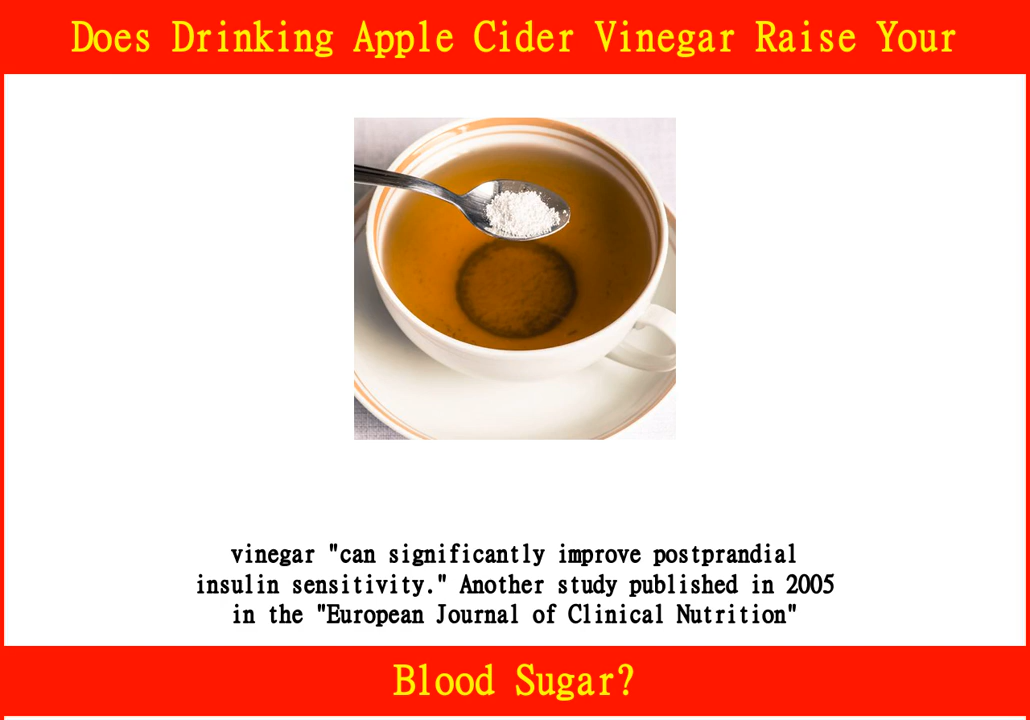 Does Drinking Apple Cider Vinegar Raise Your
vinegar "can significantly improve postprandial
insulin sensitivity." Another study published in 2005
in the "European Journal of Clinical Nutrition"
Blood Sugar?